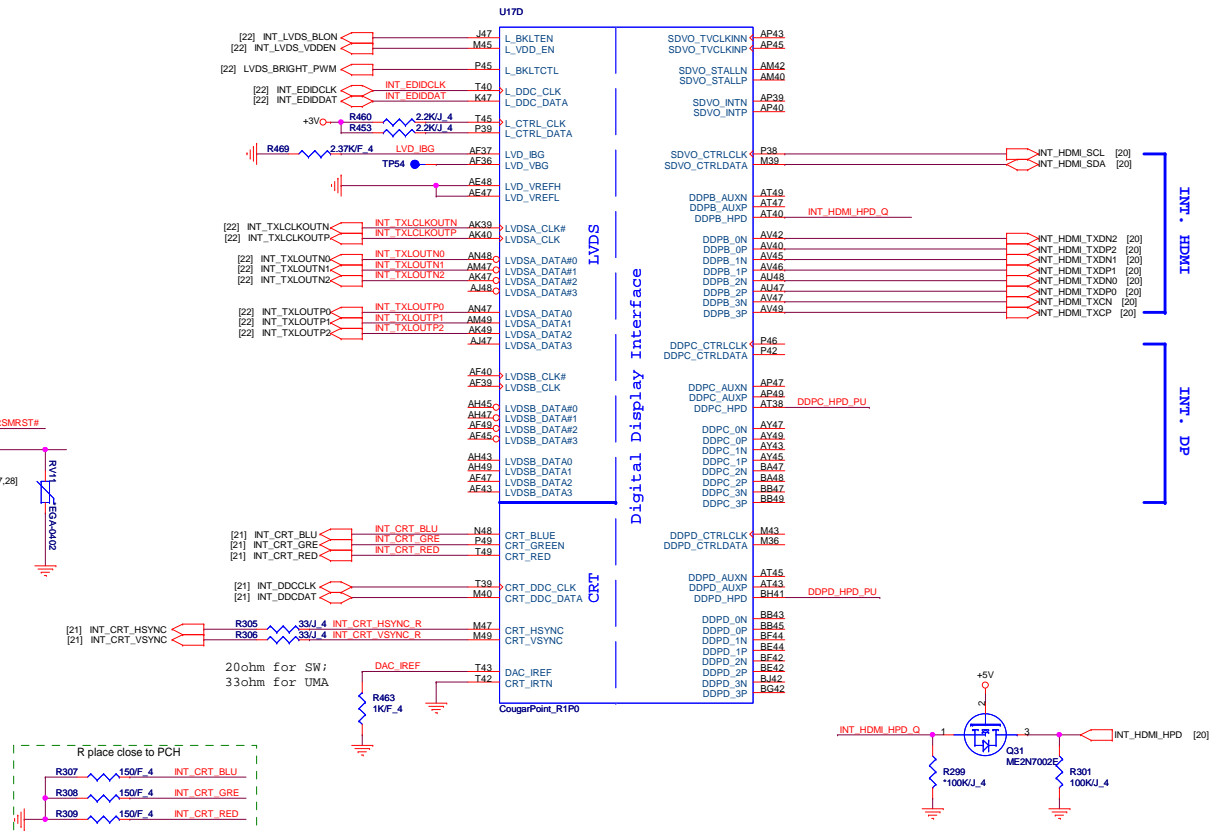 U17D
[22] INT_LVDS_BLON J47 L_BKLTEN
[22] INT_LVDS_VDDEN M45 L_VDD_EN
[22] LVDS_BRIGHT_PWM P45 L_BKLTCTL
[22] INT_EDIDCLK INT_EDIDCLK T40 L_DDC_CLK
[22] INT_EDIDDAT INT_EDIDDAT K47 L_DDC_DATA
+3V R460 2.2K/J_4 T45 L_CTRL_CLK
R453 2.2K/J_4 P39 L_CTRL_DATA
R469 2.37K/F_4 LVD_IBG AF37 LVD_IBG
TP54 AF36 LVD_VBG
AE48 LVD_VREFH
AE47 LVD_VREFL
[22] INT_TXLCLKOUTN INT_TXLCLKOUTN AK39 LVDSA_CLK#
[22] INT_TXLCLKOUTP INT_TXLCLKOUTP AK40 LVDSA_CLK
[22] INT_TXLOUTN0 INT_TXLOUTN0 AN48 LVDSA_DATA#0
[22] INT_TXLOUTN1 INT_TXLOUTN1 AM47 LVDSA_DATA#1
[22] INT_TXLOUTN2 INT_TXLOUTN2 AK47 LVDSA_DATA#2
AJ48 LVDSA_DATA#3
[22] INT_TXLOUTP0 INT_TXLOUTP0 AN47 LVDSA_DATA0
[22] INT_TXLOUTP1 INT_TXLOUTP1 AM49 LVDSA_DATA1
[22] INT_TXLOUTP2 INT_TXLOUTP2 AK49 LVDSA_DATA2
AJ47 LVDSA_DATA3
AF40 LVDSB_CLK#
AF39 LVDSB_CLK
AH45 LVDSB_DATA#0
AH47 LVDSB_DATA#1
AF49 LVDSB_DATA#2
AF45 LVDSB_DATA#3
AH43 LVDSB_DATA0
AH49 LVDSB_DATA1
AF47 LVDSB_DATA2
AF43 LVDSB_DATA3
[21] INT_CRT_BLU INT_CRT_BLU N48 CRT_BLUE
[21] INT_CRT_GRE INT_CRT_GRE P49 CRT_GREEN
[21] INT_CRT_RED INT_CRT_RED T49 CRT_RED
[21] INT_DDCCLK T39 CRT_DDC_CLK
[21] INT_DDCDAT M40 CRT_DDC_DATA
[21] INT_CRT_HSYNC R305 33/J_4 INT_CRT_HSYNC_R M47 CRT_HSYNC
[21] INT_CRT_VSYNC R306 33/J_4 INT_CRT_VSYNC_R M49 CRT_VSYNC
20ohm for SW;
33ohm for UMA
DAC_IREF T43 DAC_IREF
T42 CRT_IRTN
R463
1K/F_4
CougarPoint_R1P0
LVDS
CRT
Digital Display Interface
SDVO_TVCLKINN AP43
SDVO_TVCLKINP AP45
SDVO_STALLN AM42
SDVO_STALLP AM40
SDVO_INTN AP39
SDVO_INTP AP40
SDVO_CTRLCLK P38 INT_HDMI_SCL [20]
SDVO_CTRLDATA M39 INT_HDMI_SDA [20]
DDPB_AUXN AT49
DDPB_AUXP AT47
DDPB_HPD AT40 INT_HDMI_HPD_Q
DDPB_0N AV42 INT_HDMI_TXDN2 [20]
DDPB_0P AV40 INT_HDMI_TXDP2 [20]
DDPB_1N AV45 INT_HDMI_TXDN1 [20]
DDPB_1P AV46 INT_HDMI_TXDP1 [20]
DDPB_2N AU48 INT_HDMI_TXDN0 [20]
DDPB_2P AU47 INT_HDMI_TXDP0 [20]
DDPB_3N AV47 INT_HDMI_TXCN [20]
DDPB_3P AV49 INT_HDMI_TXCP [20]
INT. HDMI
DDPC_CTRLCLK P46
DDPC_CTRLDATA P42
DDPC_AUXN AP47
DDPC_AUXP AP49
DDPC_HPD AT38 DDPC_HPD_PU
DDPC_0N AY47
DDPC_0P AY49
DDPC_1N AY43
DDPC_1P AY45
DDPC_2N BA47
DDPC_2P BA48
DDPC_3N BB47
DDPC_3P BB49
INT. DP
DDPD_CTRLCLK M43
DDPD_CTRLDATA M36
DDPD_AUXN AT45
DDPD_AUXP AT43
DDPD_HPD BH41 DDPD_HPD_PU
DDPD_0N BB43
DDPD_0P BB45
DDPD_1N BF44
DDPD_1P BE44
DDPD_2N BF42
DDPD_2P BE42
DDPD_3N BJ42
DDPD_3P BG42
SMRST#
7,28]
RV11
*EGA-0402
R place close to PCH
R307 150/F_4 INT_CRT_BLU
R308 150/F_4 INT_CRT_GRE
R309 150/F_4 INT_CRT_RED
+5V
2
INT_HDMI_HPD_Q 1 3 INT_HDMI_HPD [20]
Q31
ME2N7002E
R299
*100K/J_4
R301
100K/J_4